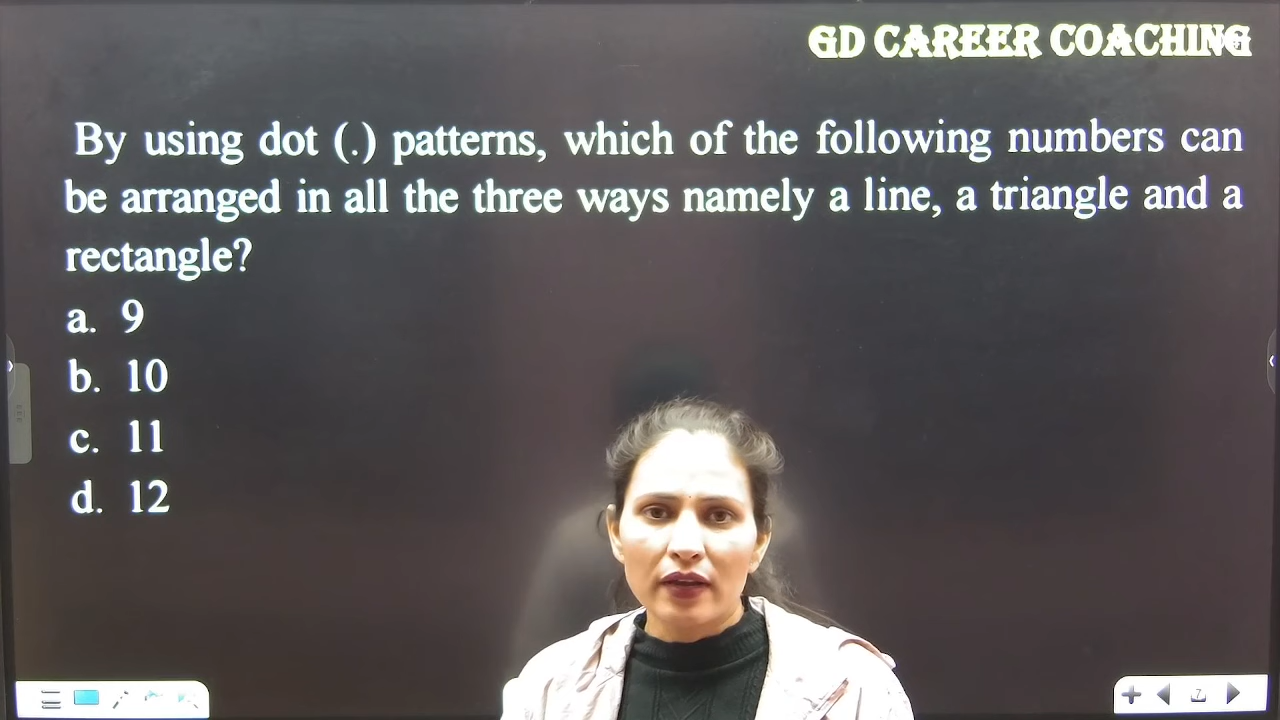 GD CAREER COACHING
By using dot (.) patterns, which of the following numbers can
be arranged in all the three ways namely a line, a triangle and a
rectangle?
a. 9
b. 10
c. 11
d. 12
7